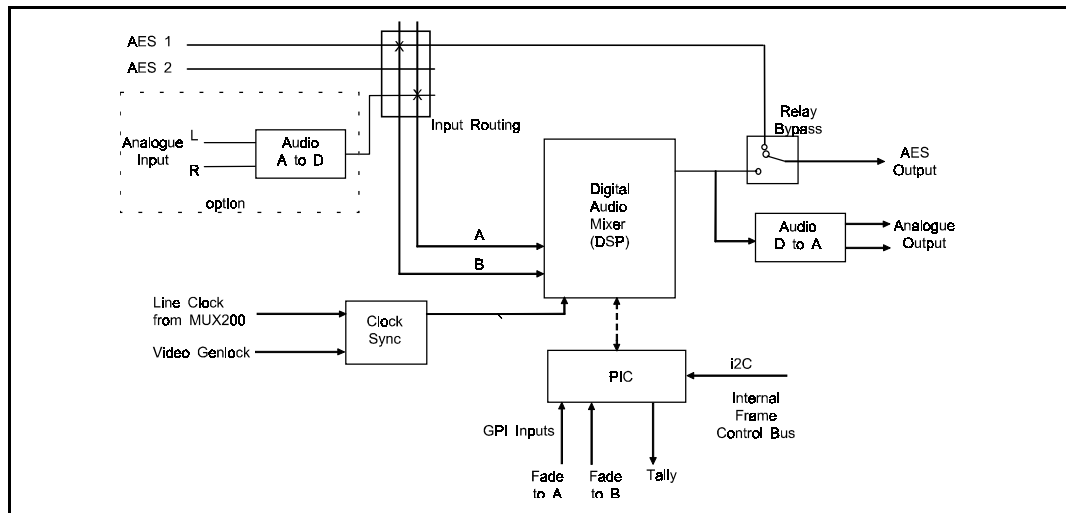 AES 1
AES 2
Input Routing
Relay
Bypass
AES
Output
Analogue
Input
L
R
Audio
A to D
option
Digital
Audio
Mixer
(DSP)
Audio
D to A
Analogue
Output
A
B
Line Clock
from MUX200
Video Genlock
Clock
Sync
PIC
i2C
Internal
Frame
Control Bus
GPI Inputs
Fade
to A
Fade
to B
Tally